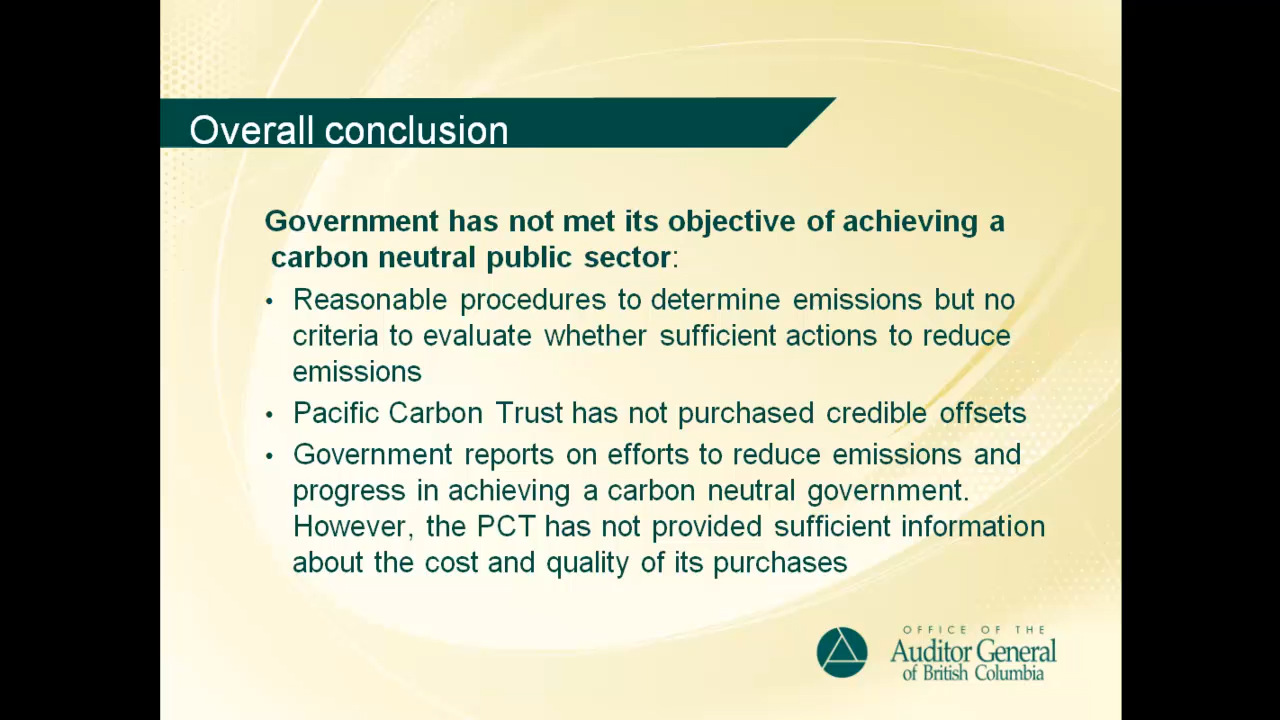 Overall conclusion
Government has not met its objective of achieving a
carbon neutral public sector:
• Reasonable procedures to determine emissions but no
criteria to evaluate whether sufficient actions to reduce
emissions
• Pacific Carbon Trust has not purchased credible offsets
• Government reports on efforts to reduce emissions and
progress in achieving a carbon neutral government.
However, the PCT has not provided sufficient information
about the cost and quality of its purchases
OFFICE OF THE
Auditor General
of British Columbia